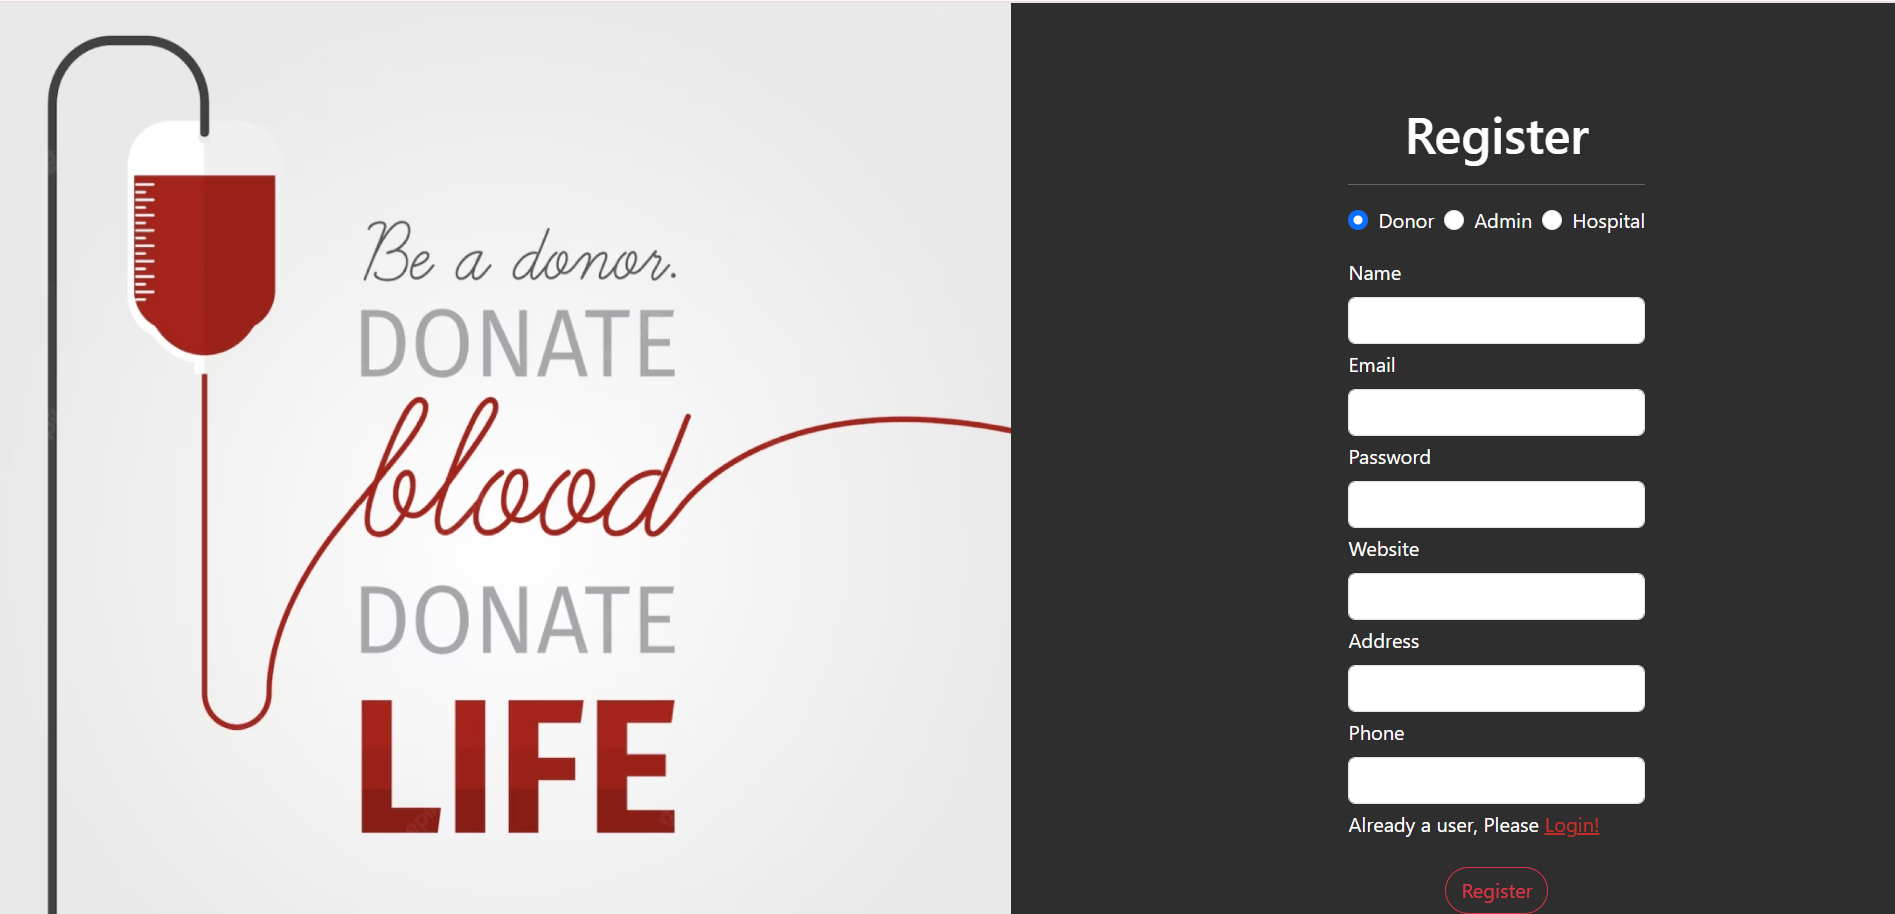 Be a donor.
DONATE
blood
DONATE
LIFE
Register
Donor Admin Hospital
Name
Email
Password
Website
Address
Phone
Already a user, Please Login!
Register